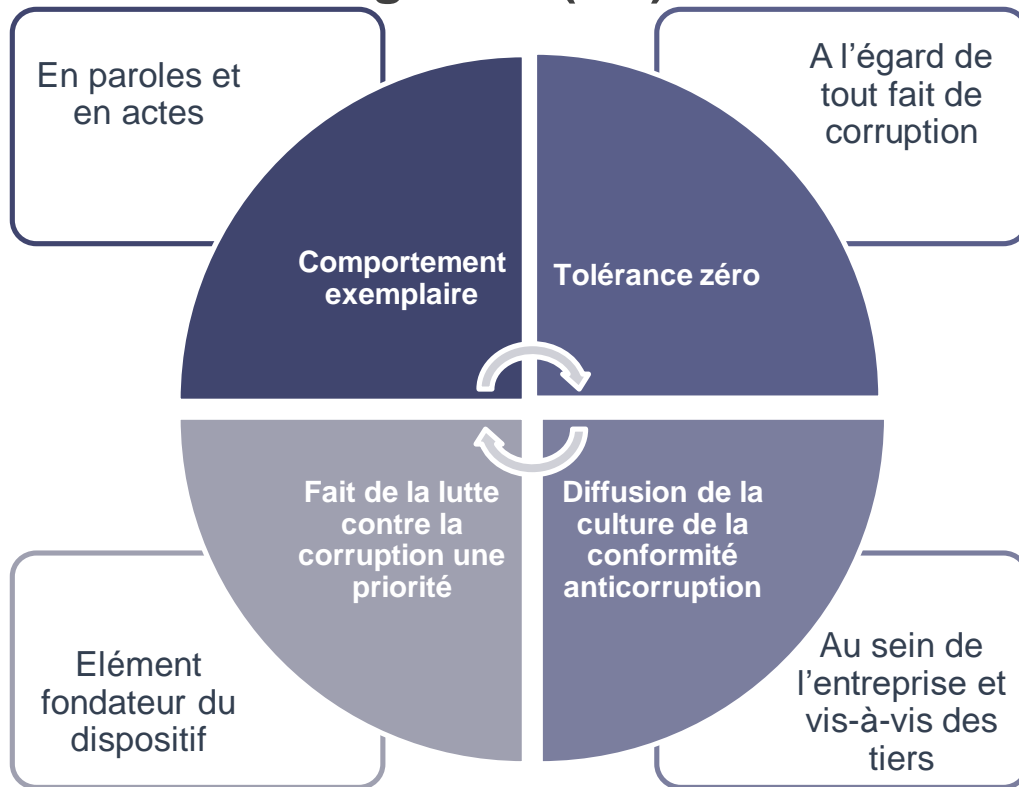 En paroles et
en actes
A l’égard de
tout fait de
corruption
Comportement
exemplaire
Tolérance zéro
Fait de la lutte
contre la
corruption une
priorité
Diffusion de la
culture de la
conformité
anticorruption
Elément
fondateur du
dispositif
Au sein de
l’entreprise et
vis-à-vis des
tiers